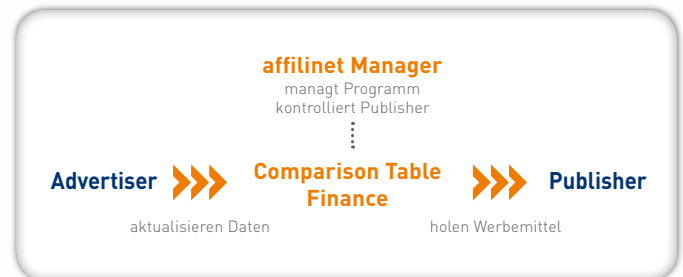 affilinet Manager
managt Programm
kontrolliert Publisher
Advertiser
Comparison Table
Finance
Publisher
aktualisieren Daten
holen Werbemittel